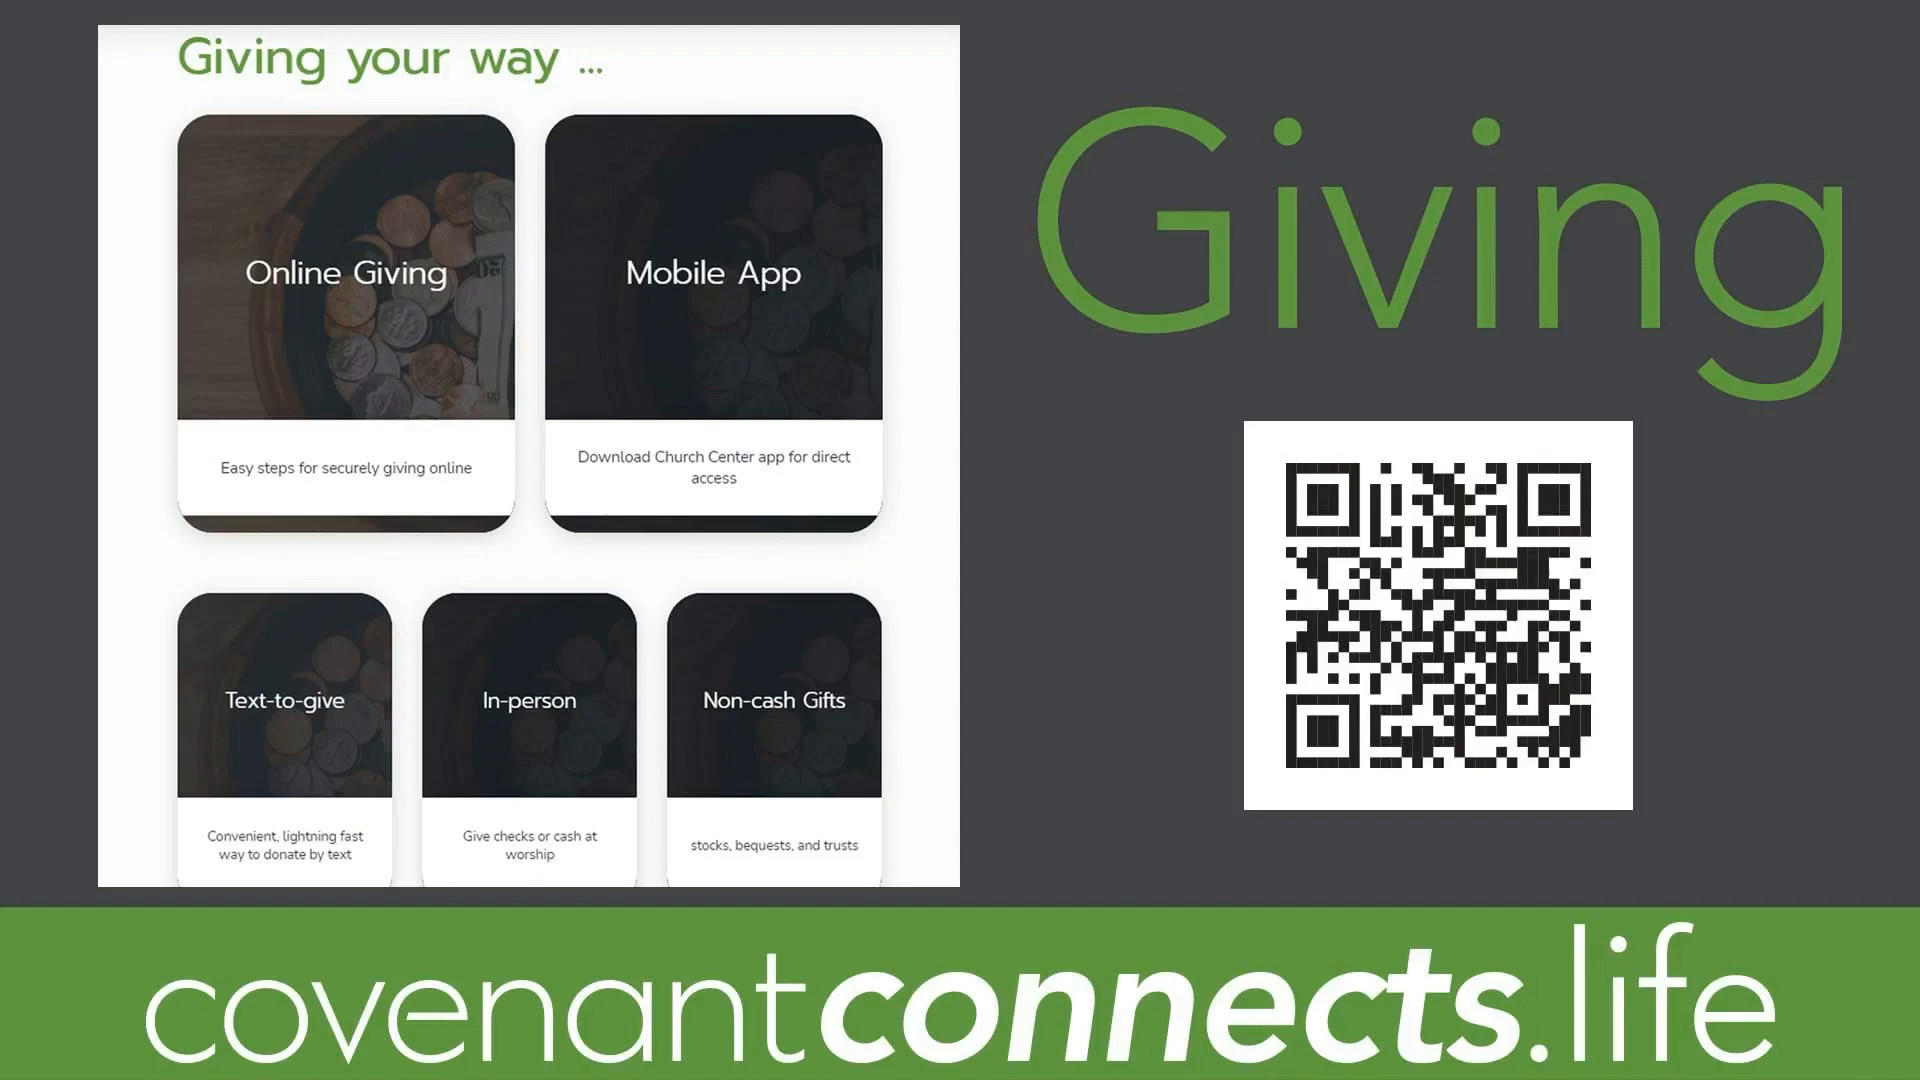 Giving your way ...
Online Giving
Mobile App
Easy steps for securely giving online
Download Church Center app for direct
access
Text-to-give
In-person
Non-cash Gifts
Convenient, lightning fast
way to donate by text
Give checks or cash at
worship
stocks, bequests, and trusts
Giving
covenantconnects.life